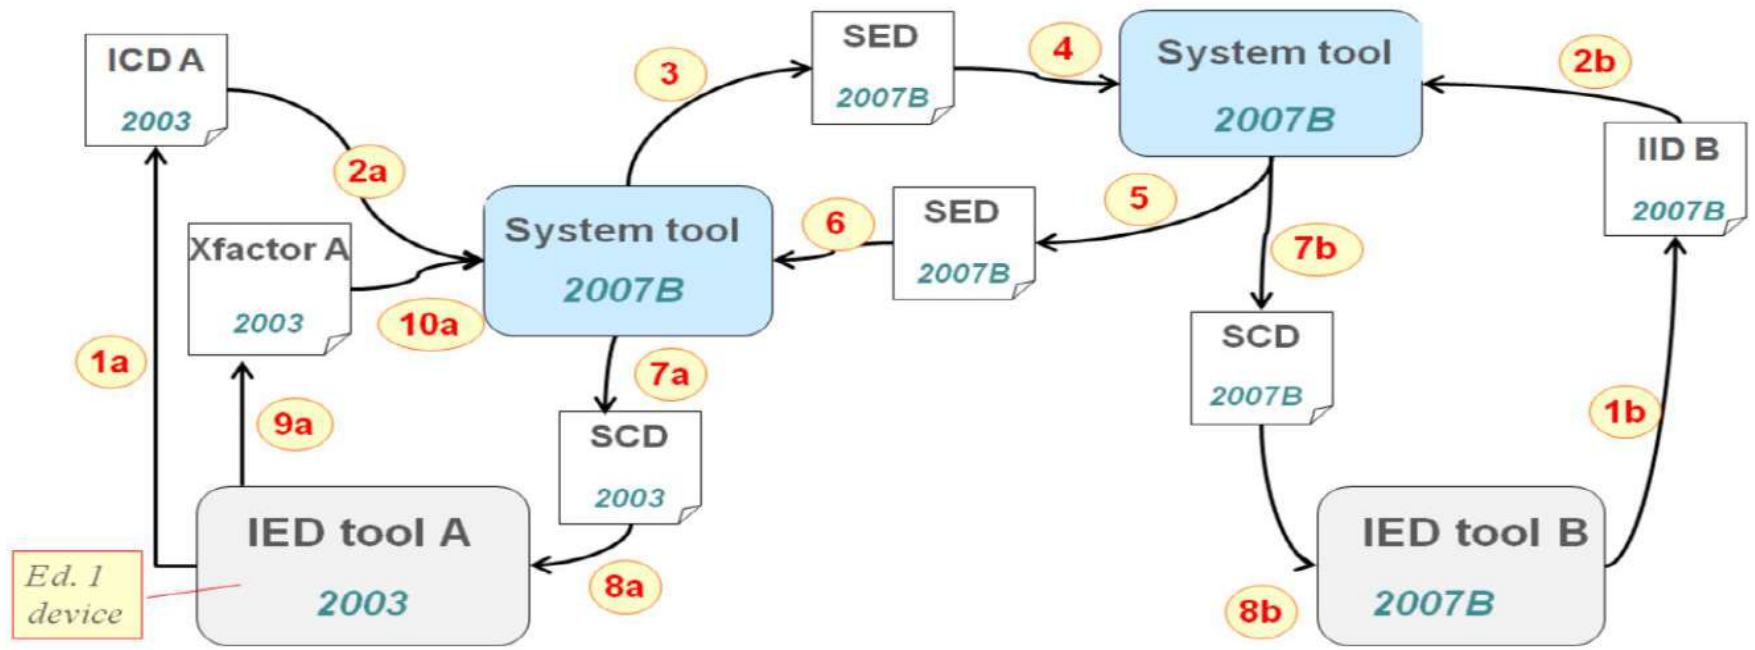 ICD A
2003
3
SED
2007B
4
System tool
2007B
2b
IID B
2007B
2a
Xfactor A
2003
10a
System tool
2007B
6
SED
2007B
5
7b
SCD
2007B
1a
9a
7a
SCD
2003
1b
Ed. 1
device
IED tool A
2003
8a
8b
IED tool B
2007B